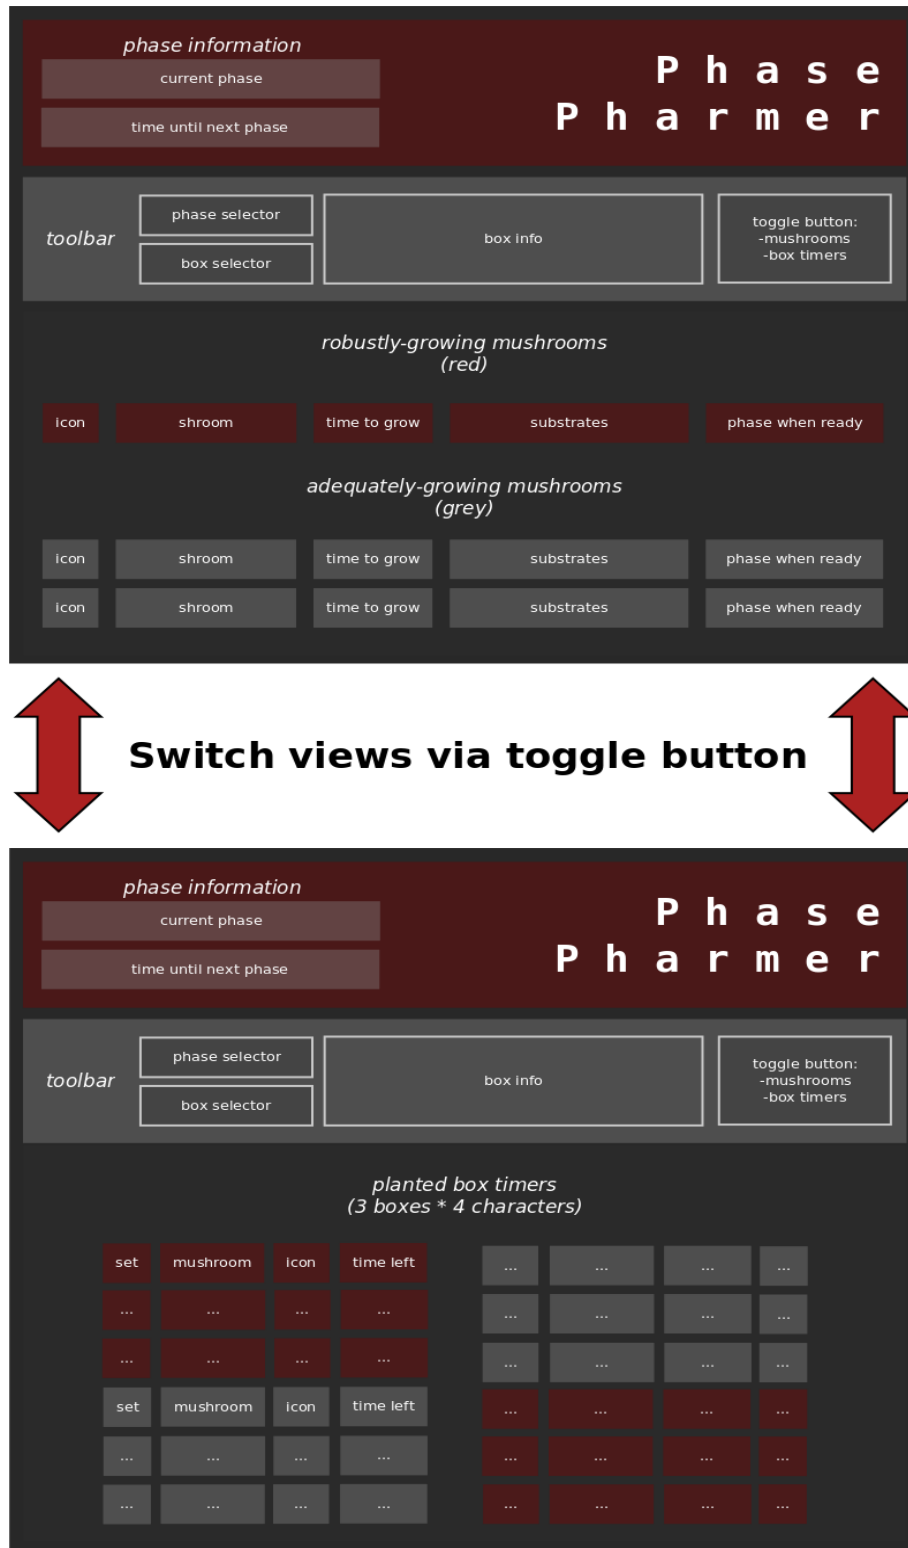 phase information
current phase
time until next phase
P h a s e
P h a r m e r
toolbar
phase selector
box selector
box info
toggle button:
-mushrooms
-box timers
robustly-growing mushrooms
(red)
icon shroom time to grow substrates phase when ready
adequately-growing mushrooms
(grey)
icon shroom time to grow substrates phase when ready
icon shroom time to grow substrates phase when ready
Switch views via toggle button
phase information
current phase
time until next phase
P h a s e
P h a r m e r
toolbar
phase selector
box selector
box info
toggle button:
-mushrooms
-box timers
planted box timers
(3 boxes * 4 characters)
set mushroom icon time left ... ... ... ...
... ... ... ... ... ... ... ...
... ... ... ... ... ... ... ...
set mushroom icon time left ... ... ... ...
... ... ... ... ... ... ... ...
... ... ... ... ... ... ... ...